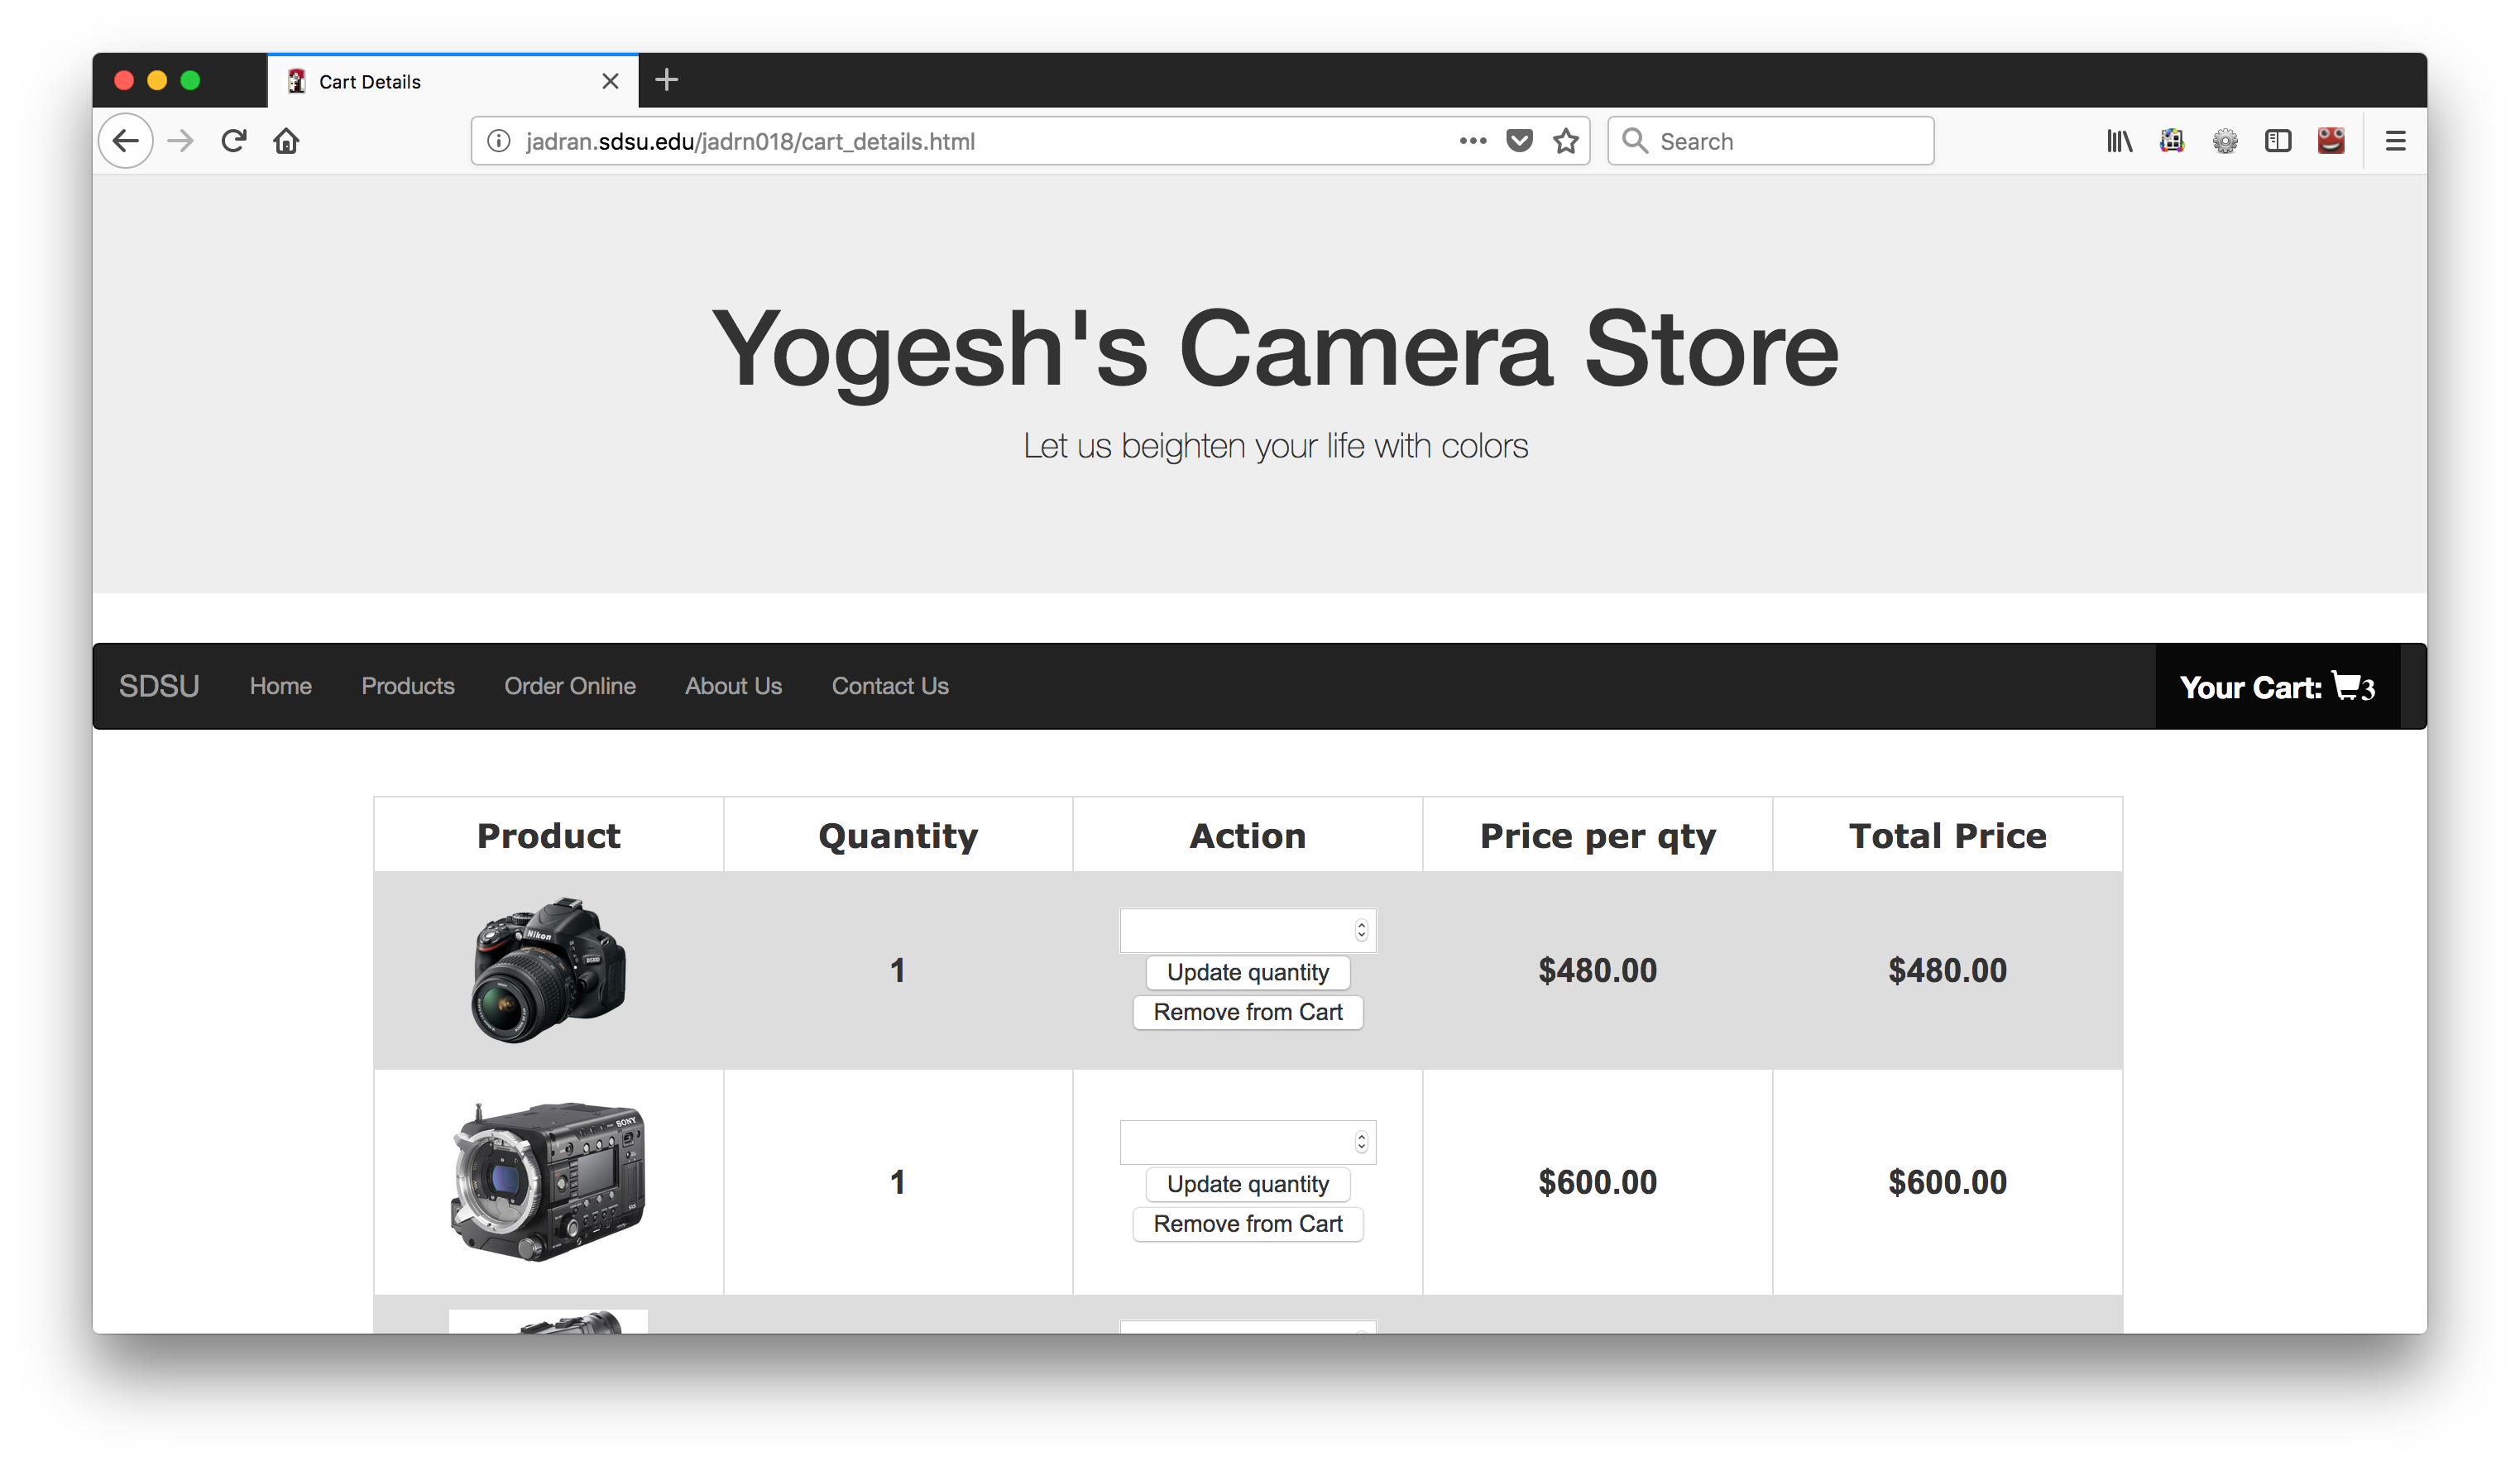 Cart Details
jadran.sdsu.edu/jadrn018/cart_details.html
Search
Yogesh's Camera Store
Let us beighten your life with colors
SDSU Home Products Order Online About Us Contact Us Your Cart: 3
Product Quantity Action Price per qty Total Price
Nikon
D5100
1
Update quantity
Remove from Cart
$480.00
$480.00
SONY
1
Update quantity
Remove from Cart
$600.00
$600.00